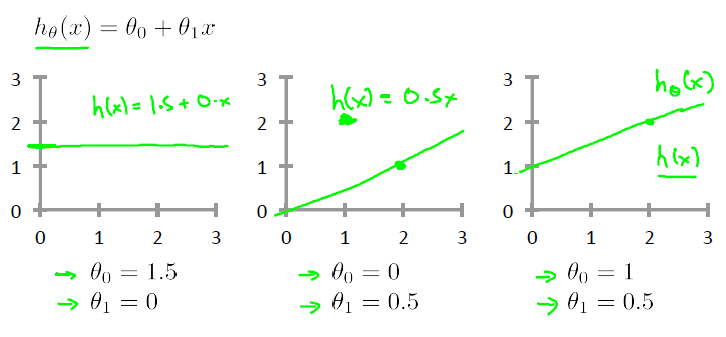 h_θ(x) = θ₀ + θ₁x
3
2
1
0
0 1 2 3
h(x) = 1.5 + 0·x
θ₀ = 1.5
θ₁ = 0
3
2
1
0
0 1 2 3
h(x) = 0.5x
θ₀ = 0
θ₁ = 0.5
3
2
1
0
0 1 2 3
h_θ(x)
h(x)
θ₀ = 1
θ₁ = 0.5